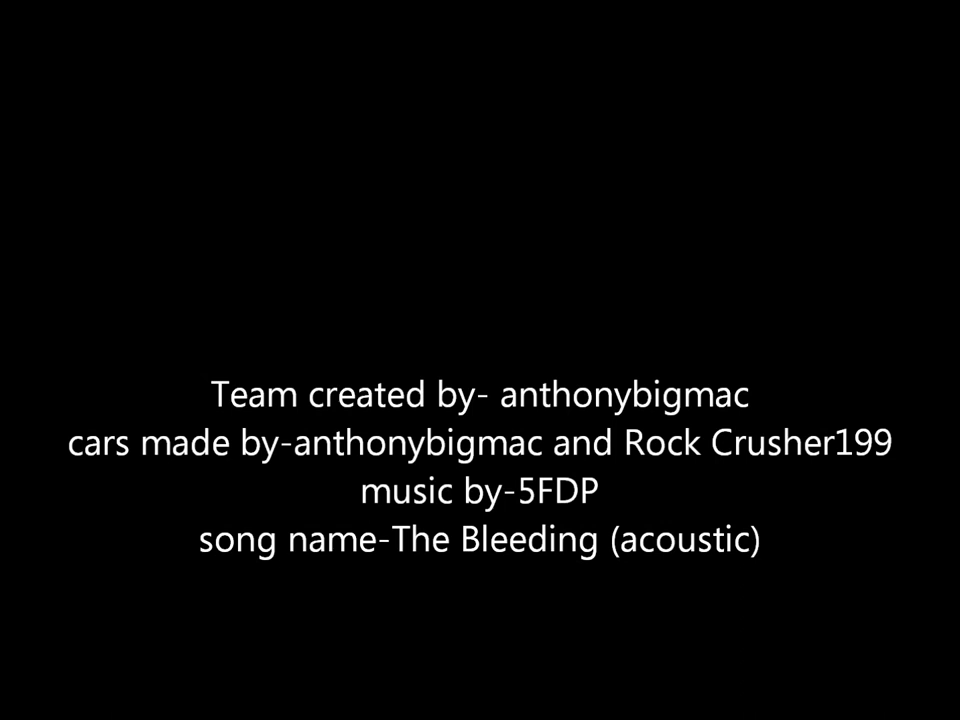 Team created by- anthonybigmac
cars made by-anthonybigmac and Rock Crusher199
music by-5FDP
song name-The Bleeding (acoustic)